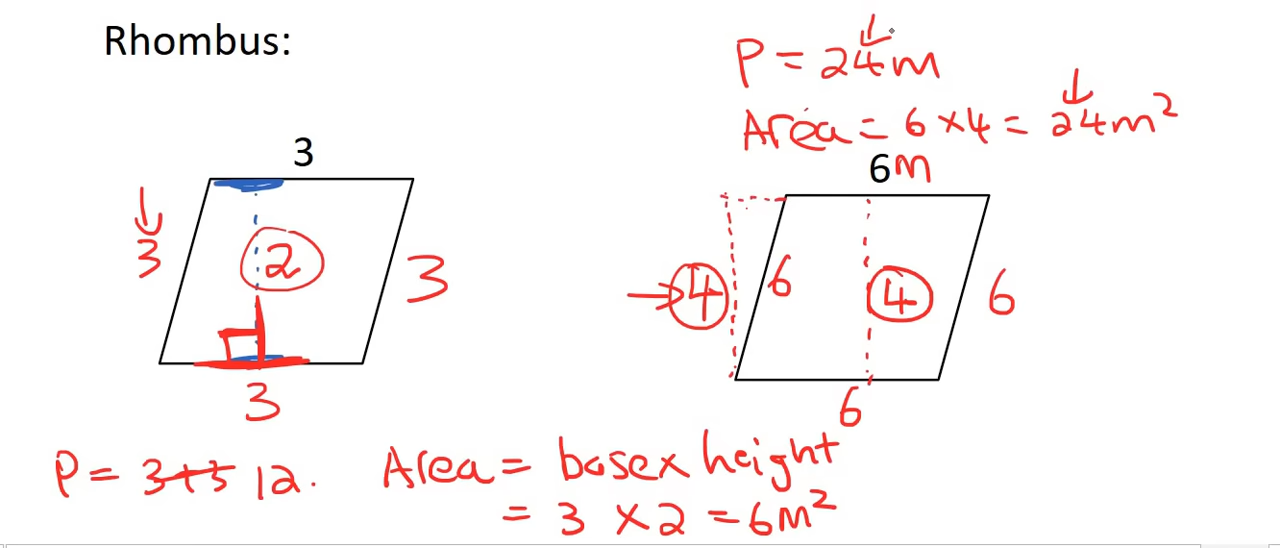 Rhombus:
P = 24m
Area = 6 × 4 = 24m²
3
6m
3
2
3
4
6
4
6
3
6
P = 3+3 12.
Area = base x height
= 3 × 2 = 6m²